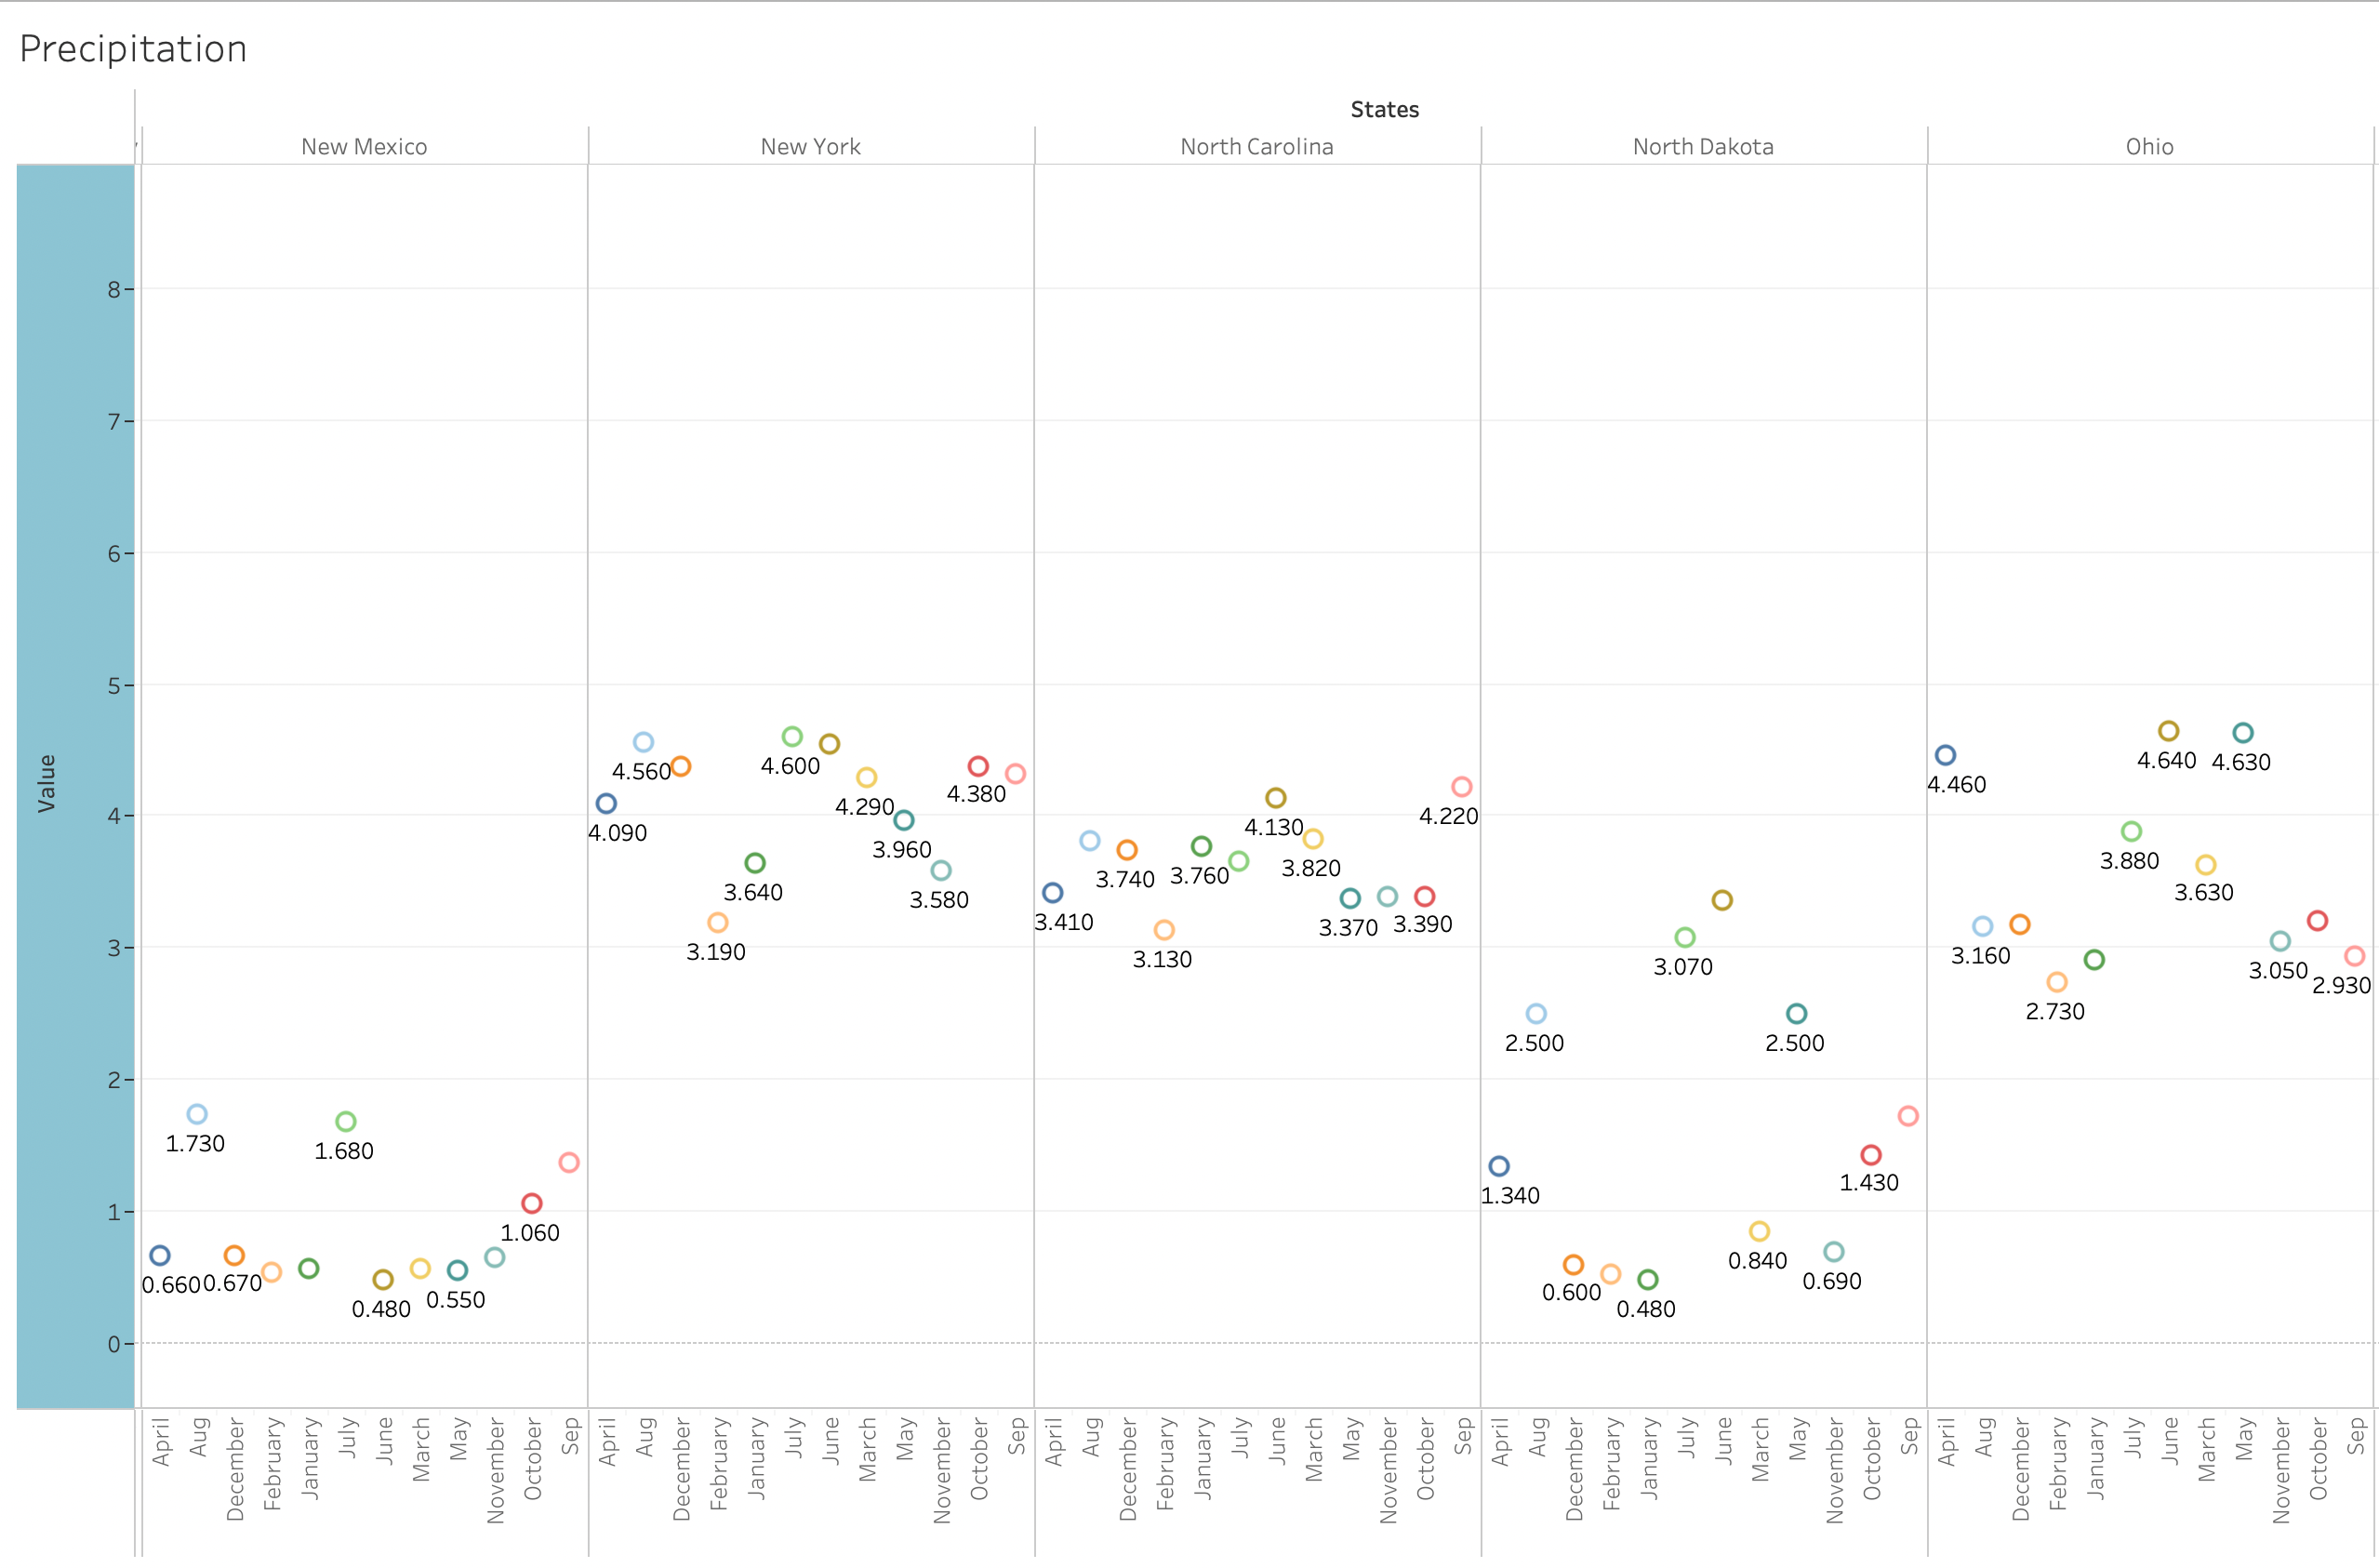 Precipitation
States
New Mexico New York North Carolina North Dakota Ohio
Value
8
7
6
5
4
3
2
1
0
1.730 1.680 1.060 0.660 0.670 0.480 0.550
4.560 4.600 4.290 4.380 4.090 3.960 3.640 3.580 3.190
4.130 4.220 3.740 3.760 3.820 3.410 3.370 3.390 3.130
3.070 2.500 2.500 1.340 1.430 0.840 0.600 0.480 0.690
4.460 4.640 4.630 3.880 3.630 3.160 2.730 3.050 2.930
April Aug December February January July June March May November October Sep
April Aug December February January July June March May November October Sep
April Aug December February January July June March May November October Sep
April Aug December February January July June March May November October Sep
April Aug December February January July June March May November October Sep